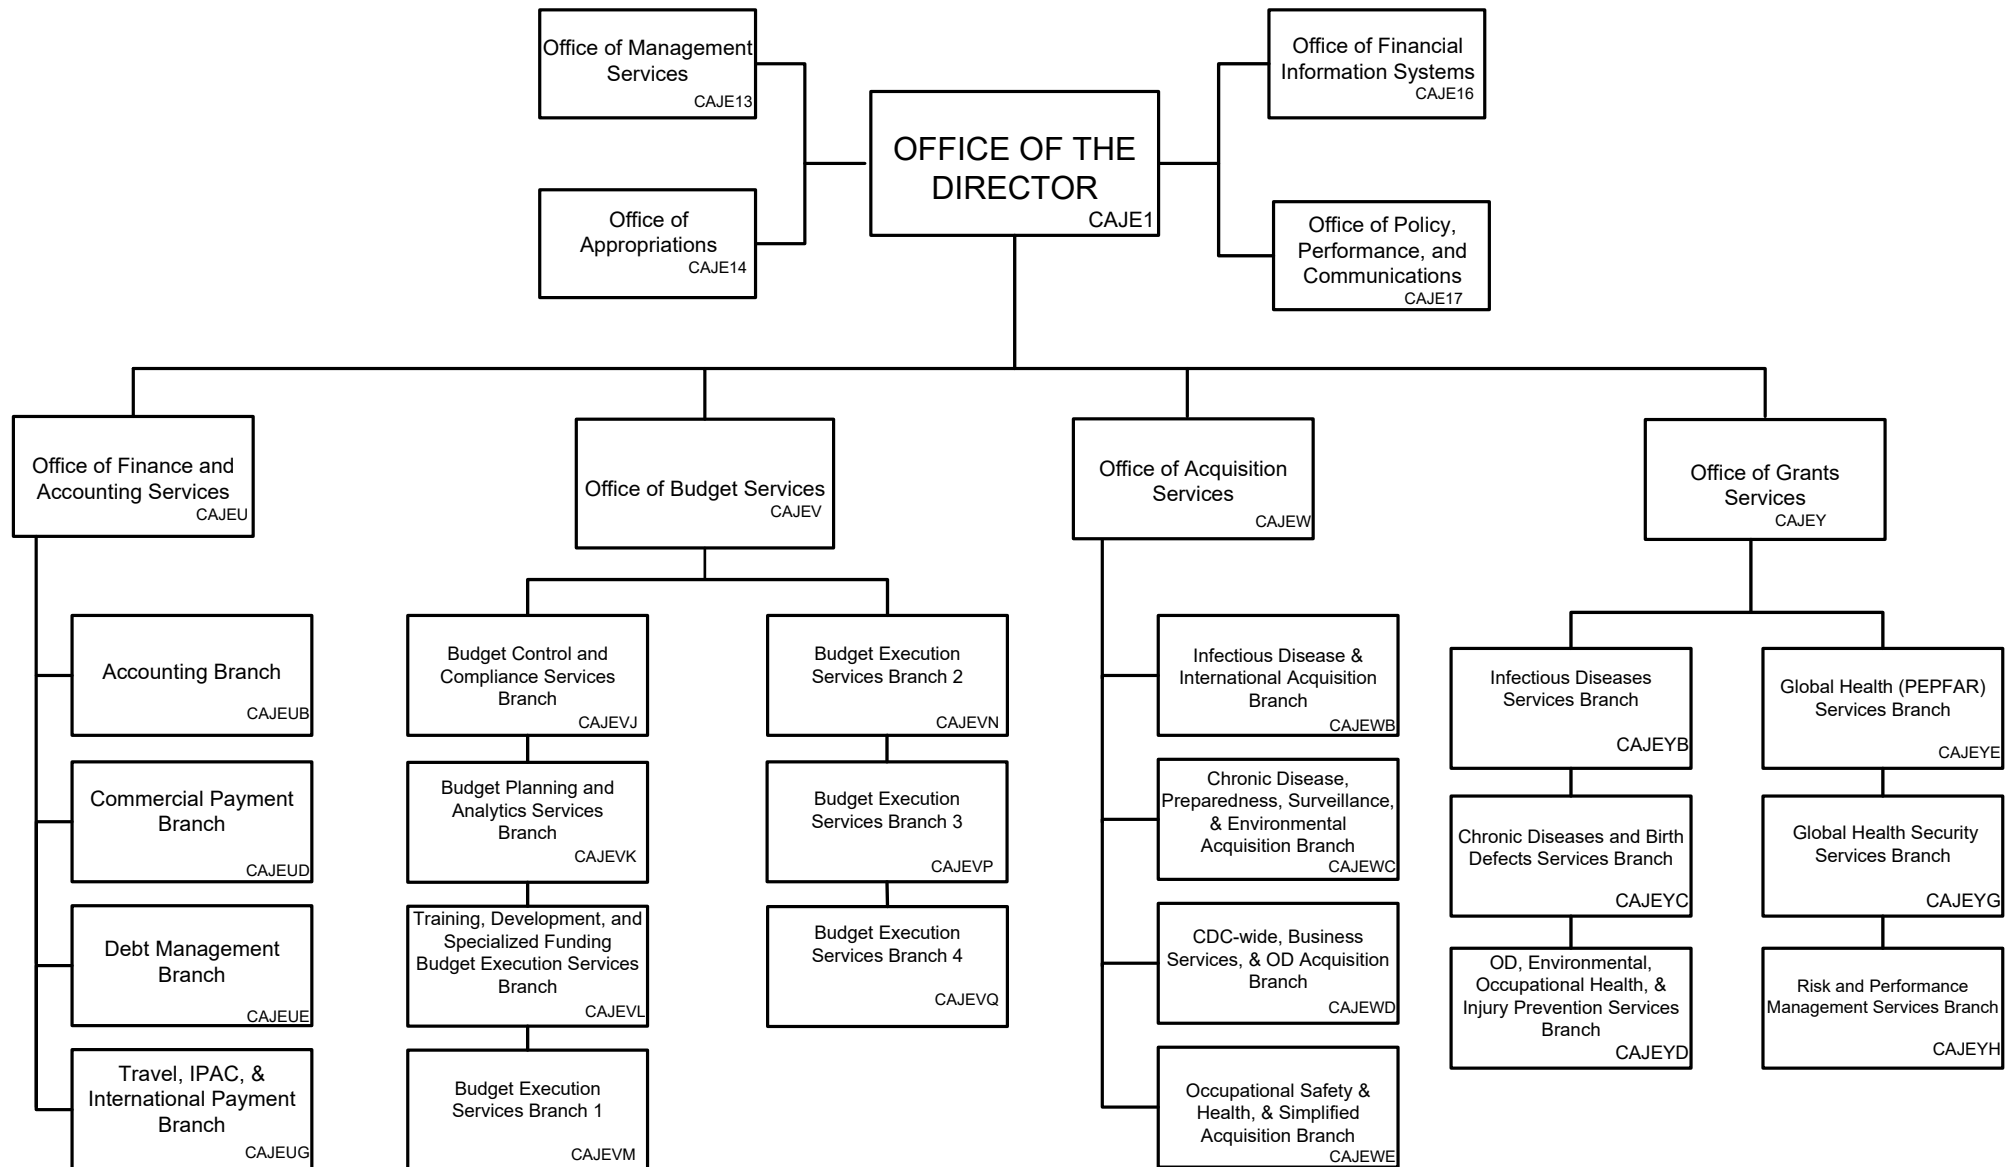 Office of Management
Services
CAJE13
Office of
Appropriations
CAJE14
OFFICE OF THE
DIRECTOR
CAJE1
Office of Financial
Information Systems
CAJE16
Office of Policy,
Performance, and
Communications
CAJE17
Office of Finance and
Accounting Services
CAJEU
Accounting Branch
CAJEUB
Commercial Payment
Branch
CAJEUD
Debt Management
Branch
CAJEUE
Travel, IPAC, &
International Payment
Branch
CAJEUG
Office of Budget Services
CAJEV
Budget Control and
Compliance Services
Branch
CAJEVJ
Budget Planning and
Analytics Services
Branch
CAJEVK
Training, Development, and
Specialized Funding
Budget Execution Services
Branch
CAJEVL
Budget Execution
Services Branch 1
CAJEVM
Budget Execution
Services Branch 2
CAJEVN
Budget Execution
Services Branch 3
CAJEVP
Budget Execution
Services Branch 4
CAJEVQ
Office of Acquisition
Services
CAJEW
Infectious Disease &
International Acquisition
Branch
CAJEWB
Chronic Disease,
Preparedness, Surveillance,
& Environmental
Acquisition Branch
CAJEWC
CDC-wide, Business
Services, & OD Acquisition
Branch
CAJEWD
Occupational Safety &
Health, & Simplified
Acquisition Branch
CAJEWE
Office of Grants
Services
CAJEY
Infectious Diseases
Services Branch
CAJEYB
Chronic Diseases and Birth
Defects Services Branch
CAJEYC
OD, Environmental,
Occupational Health, &
Injury Prevention Services
Branch
CAJEYD
Global Health (PEPFAR)
Services Branch
CAJEYE
Global Health Security
Services Branch
CAJEYG
Risk and Performance
Management Services Branch
CAJEYH